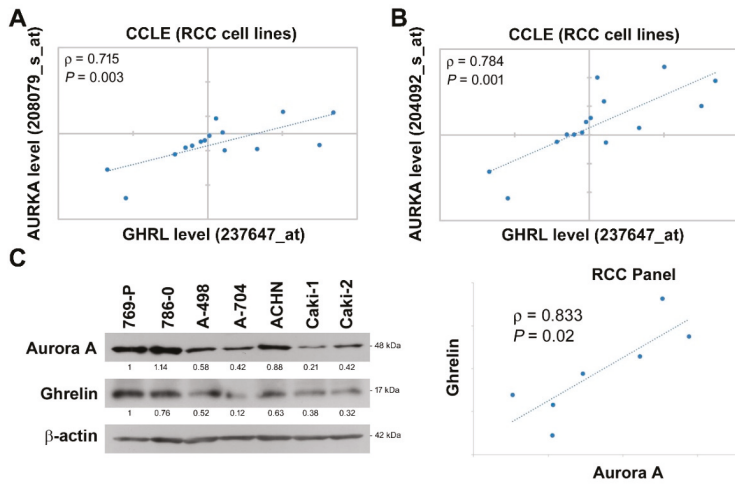 A
CCLE (RCC cell lines)
ρ = 0.715
P = 0.003
AURKA level (208079_s_at)
GHRL level (237647_at)
B
CCLE (RCC cell lines)
ρ = 0.784
P = 0.001
AURKA level (204092_s_at)
GHRL level (237647_at)
C
769-P 786-0 A-498 A-704 ACHN Caki-1 Caki-2
Aurora A - 48 kDa
1 1.14 0.58 0.42 0.88 0.21 0.42
Ghrelin - 17 kDa
1 0.76 0.52 0.12 0.63 0.38 0.32
β-actin - 42 kDa
RCC Panel
ρ = 0.833
P = 0.02
Ghrelin
Aurora A